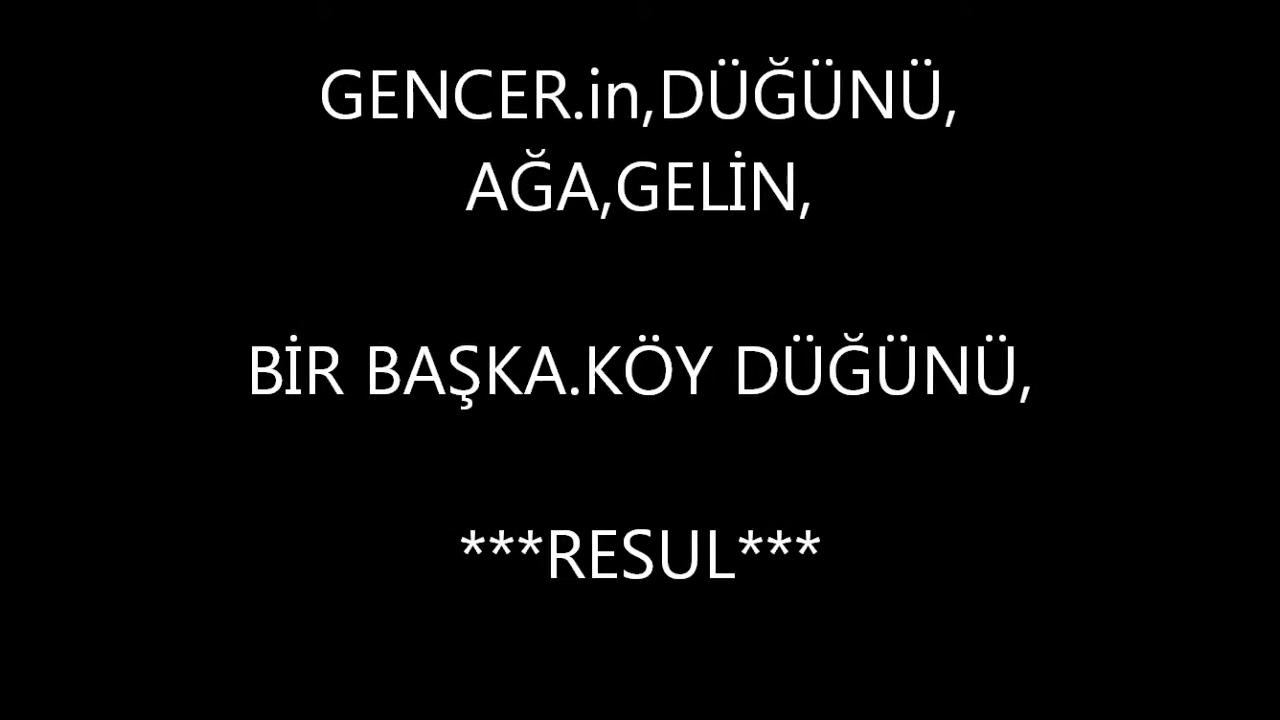 GENCER.in,DÜĞÜNÜ,
AĞA,GELİN,
BİR BAŞKA.KÖY DÜĞÜNÜ,
***RESUL***